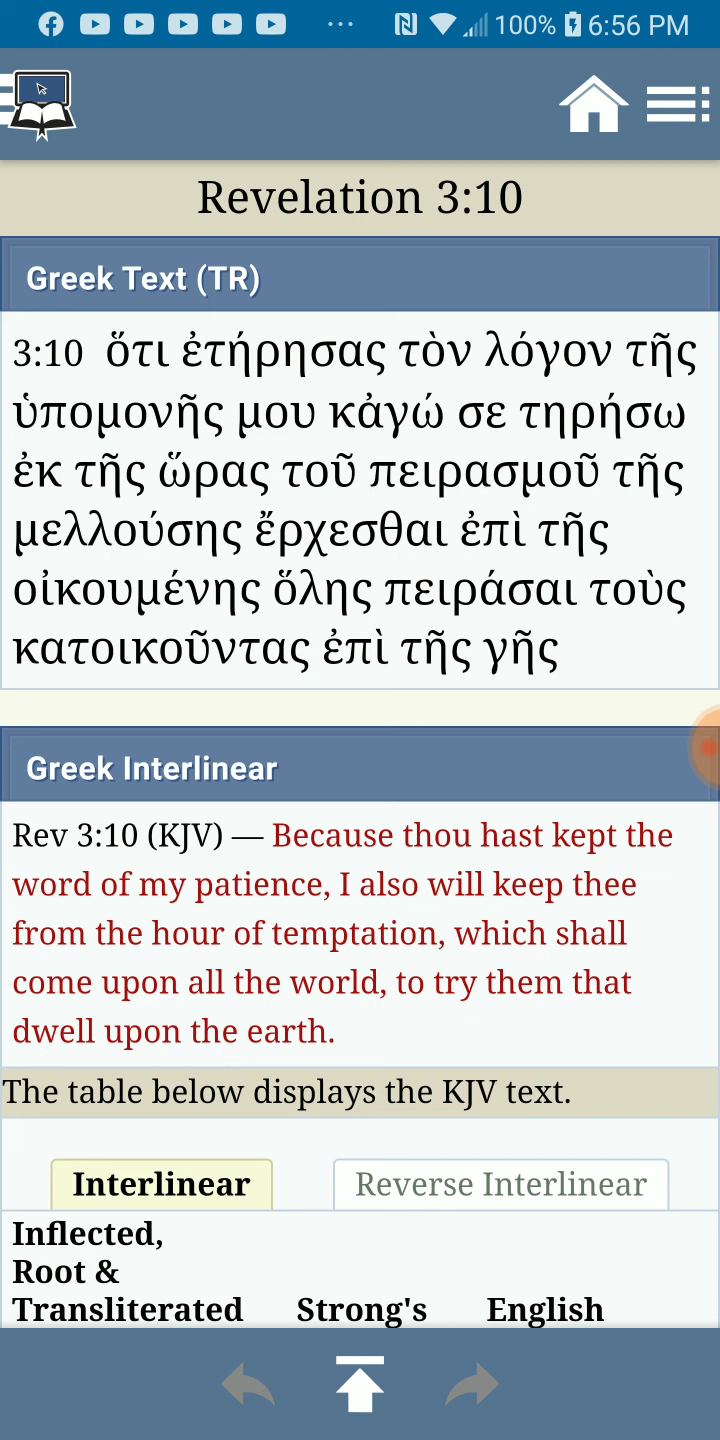 100% 6:56 PM
Revelation 3:10
Greek Text (TR)
3:10 ὅτι ἐτήρησας τὸν λόγον τῆς
ὑπομονῆς μου κἀγώ σε τηρήσω
ἐκ τῆς ὥρας τοῦ πειρασμοῦ τῆς
μελλούσης ἔρχεσθαι ἐπὶ τῆς
οἰκουμένης ὅλης πειράσαι τοὺς
κατοικοῦντας ἐπὶ τῆς γῆς
Greek Interlinear
Rev 3:10 (KJV) — Because thou hast kept the
word of my patience, I also will keep thee
from the hour of temptation, which shall
come upon all the world, to try them that
dwell upon the earth.
The table below displays the KJV text.
Interlinear Reverse Interlinear
Inflected,
Root &
Transliterated Strong's English